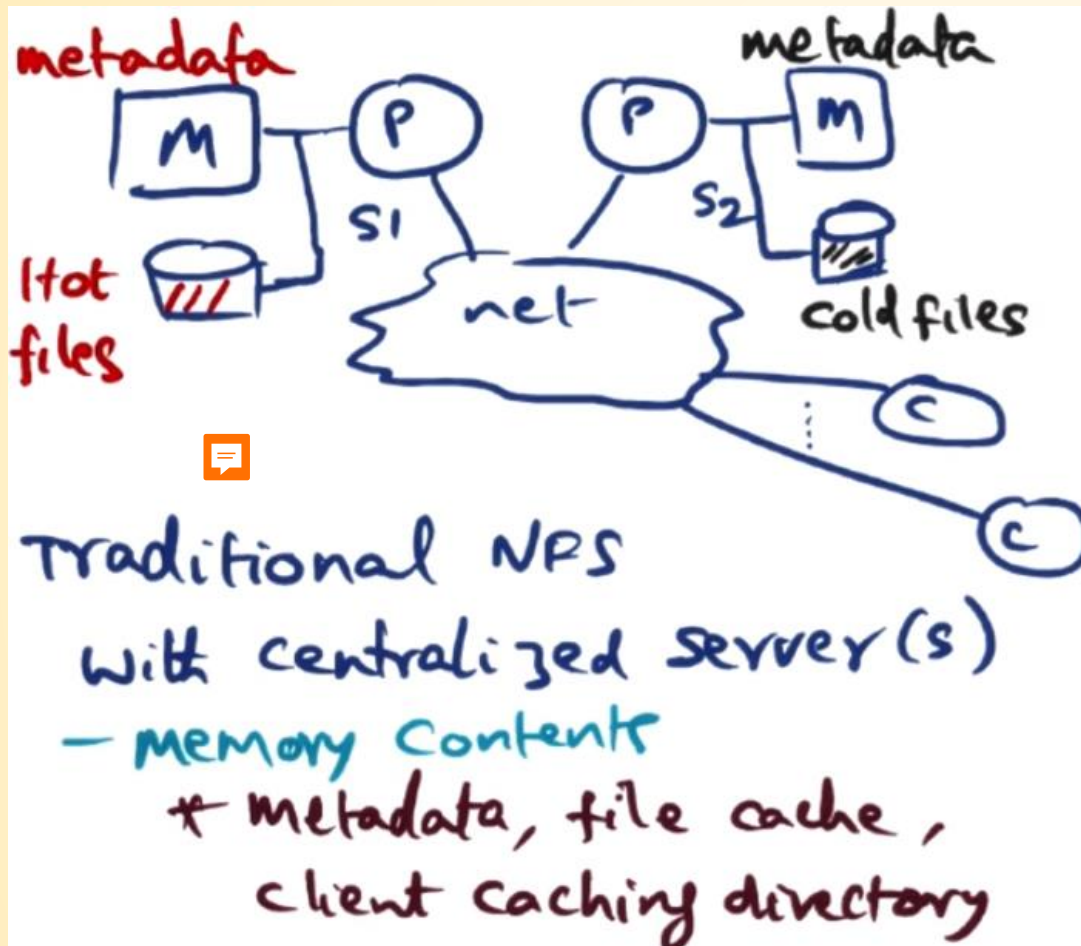 metadata
metadata
M
P
P
M
S1
S2
Hot
files
net
cold files
C
C
Traditional NFS
with centralized server(s)
- memory contents
* metadata, file cache,
client caching directory